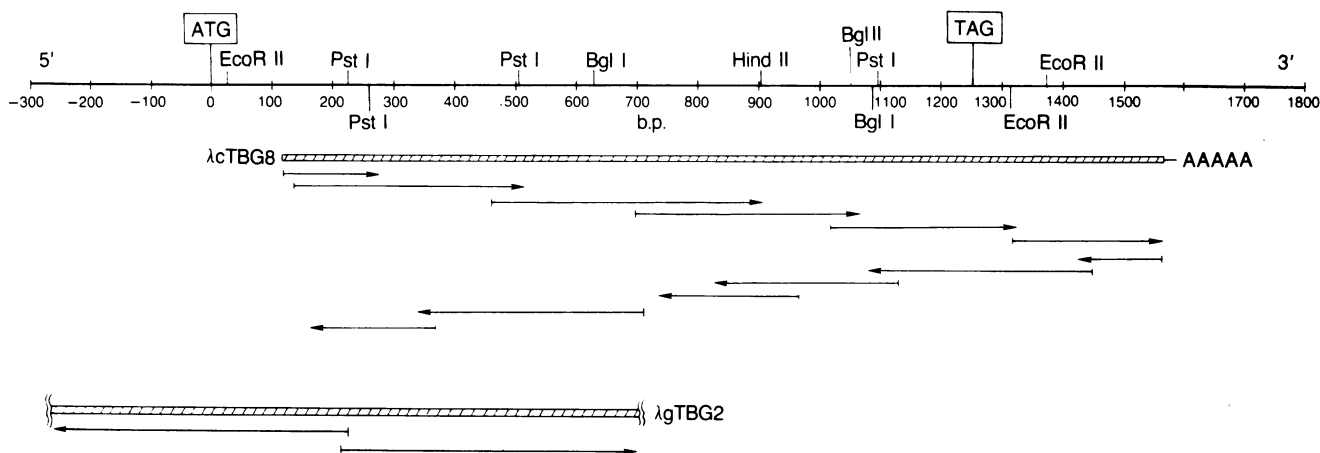 ATG
TAG
Bgl II
5′
EcoR II
Pst I
Pst I
Bgl I
Hind II
Pst I
EcoR II
3′
−300 −200 −100 0 100 200 300 400 500 600 700 800 900 1000 1100 1200 1300 1400 1500 1700 1800
Pst I
b.p.
Bgl I
EcoR II
λcTBG8
AAAAA
λgTBG2